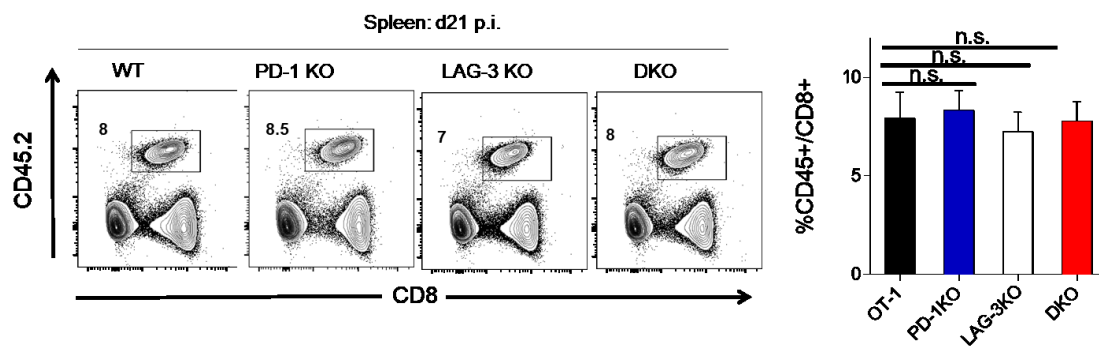 Spleen: d21 p.i.
WT PD-1 KO LAG-3 KO DKO
CD45.2
8 8.5 7 8
CD8
%CD45+/CD8+
10
5
0
n.s.
n.s.
n.s.
OT-1 PD-1KO LAG-3KO DKO